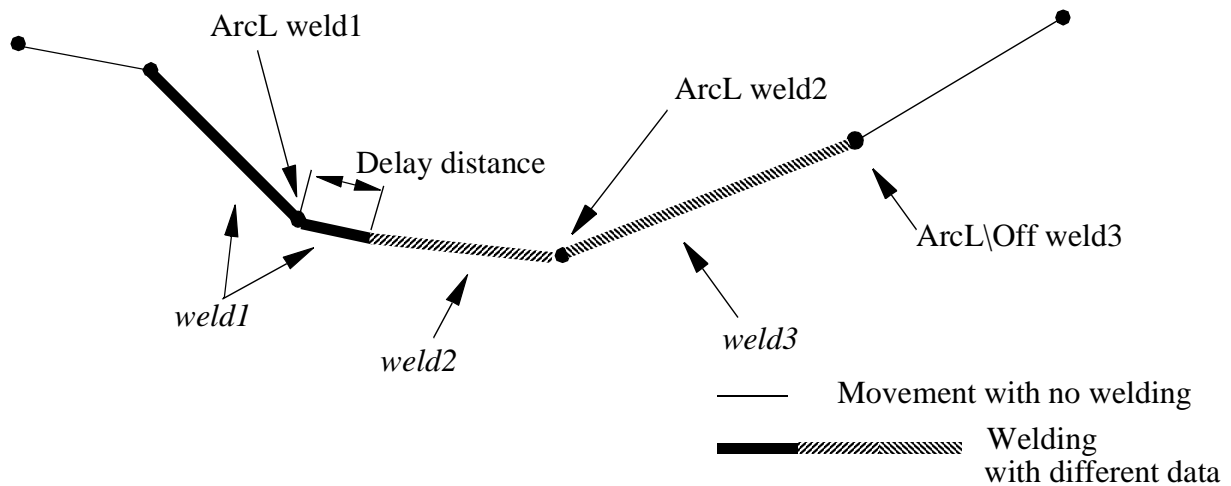 ArcL weld1
ArcL weld2
Delay distance
ArcL\Off weld3
weld1
weld2
weld3
Movement with no welding
Welding
with different data